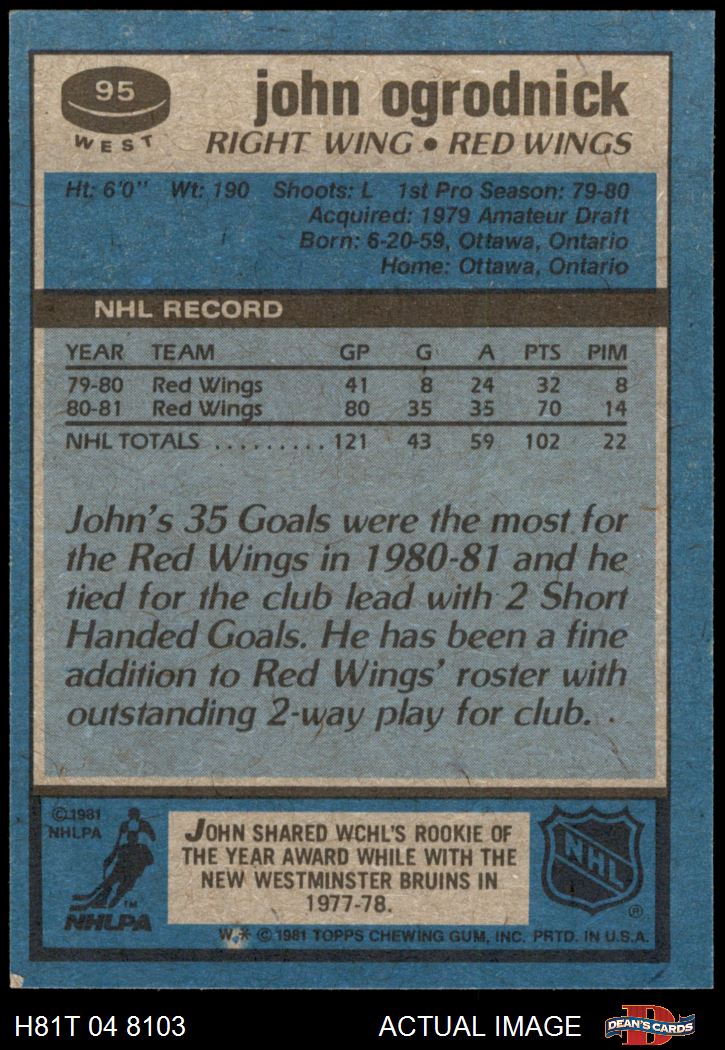 95
WEST
john ogrodnick
RIGHT WING • RED WINGS
Ht: 6'0" Wt: 190 Shoots: L 1st Pro Season: 79-80
Acquired: 1979 Amateur Draft
Born: 6-20-59, Ottawa, Ontario
Home: Ottawa, Ontario
NHL RECORD
YEAR TEAM GP G A PTS PIM
79-80 Red Wings 41 8 24 32 8
80-81 Red Wings 80 35 35 70 14
NHL TOTALS ......... 121 43 59 102 22
John's 35 Goals were the most for
the Red Wings in 1980-81 and he
tied for the club lead with 2 Short
Handed Goals. He has been a fine
addition to Red Wings' roster with
outstanding 2-way play for club.
© 1981
NHLPA
TM
NHLPA
JOHN SHARED WCHL'S ROOKIE OF
THE YEAR AWARD WHILE WITH THE
NEW WESTMINSTER BRUINS IN
1977-78.
NHL
®
W * © 1981 TOPPS CHEWING GUM, INC. PRTD. IN U.S.A.
H81T 04 8103
ACTUAL IMAGE
D
DEAN'S CARDS